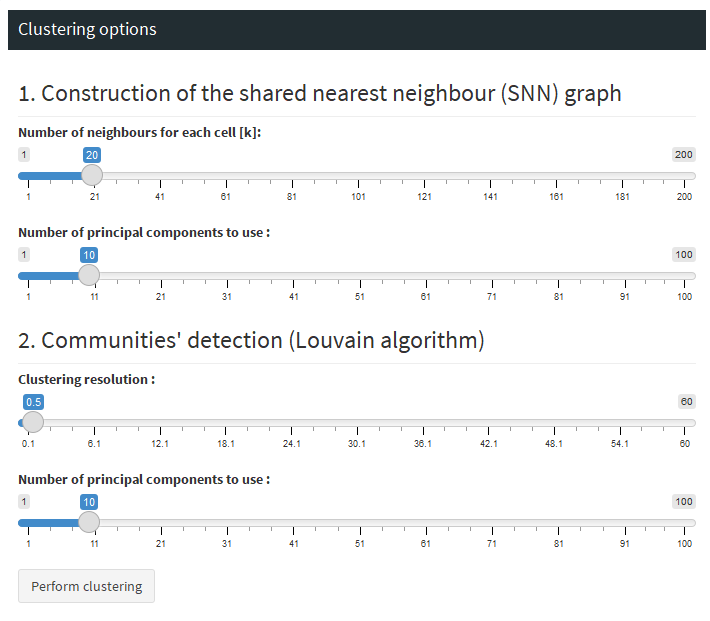 Clustering options
1. Construction of the shared nearest neighbour (SNN) graph
Number of neighbours for each cell [k]:
1 20 200
1 21 41 61 81 101 121 141 161 181 200
Number of principal components to use :
1 10 100
1 11 21 31 41 51 61 71 81 91 100
2. Communities' detection (Louvain algorithm)
Clustering resolution :
0.5 60
0.1 6.1 12.1 18.1 24.1 30.1 36.1 42.1 48.1 54.1 60
Number of principal components to use :
1 10 100
1 11 21 31 41 51 61 71 81 91 100
Perform clustering